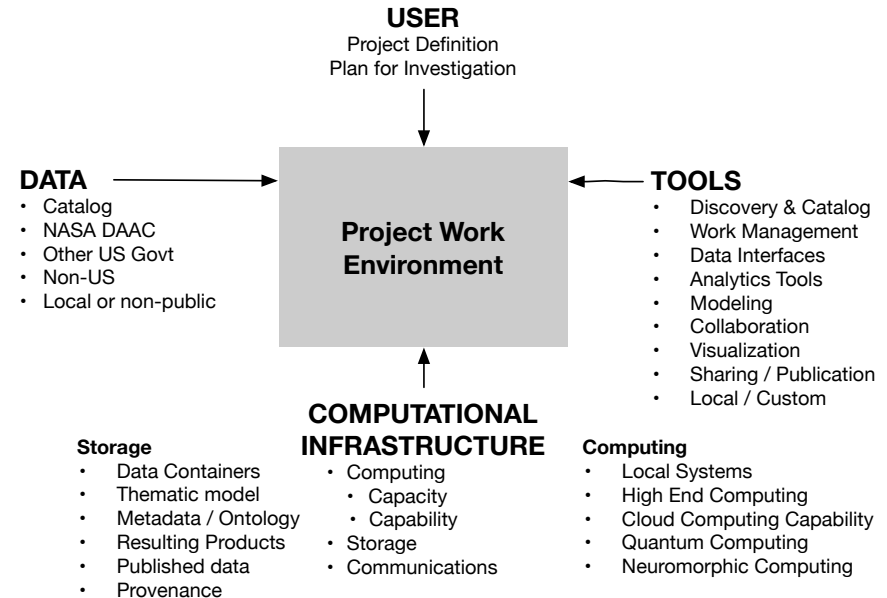 USER
Project Definition
Plan for Investigation
DATA
• Catalog
• NASA DAAC
• Other US Govt
• Non-US
• Local or non-public
Project Work
Environment
TOOLS
• Discovery & Catalog
• Work Management
• Data Interfaces
• Analytics Tools
• Modeling
• Collaboration
• Visualization
• Sharing / Publication
• Local / Custom
COMPUTATIONAL
INFRASTRUCTURE
• Computing
• Capacity
• Capability
• Storage
• Communications
Storage
• Data Containers
• Thematic model
• Metadata / Ontology
• Resulting Products
• Published data
• Provenance
Computing
• Local Systems
• High End Computing
• Cloud Computing Capability
• Quantum Computing
• Neuromorphic Computing